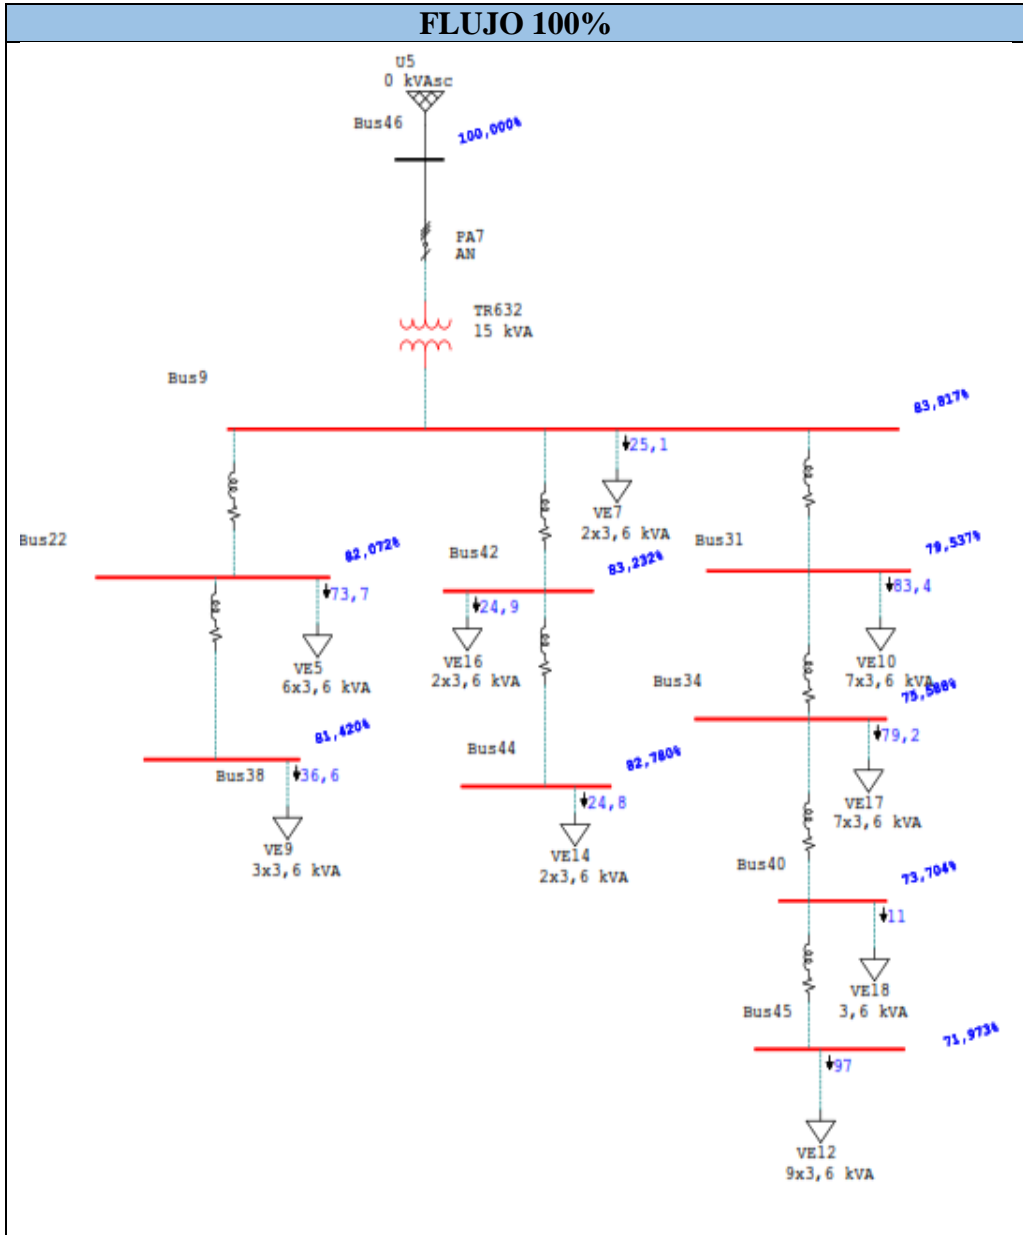 FLUJO 100%
U5
0 kVAsc
Bus46
100,000%
PA7
AN
TR632
15 kVA
Bus9
83,817%
25,1
VE7
2x3,6 kVA
Bus22
82,072%
73,7
VE5
6x3,6 kVA
Bus42
83,232%
24,9
VE16
2x3,6 kVA
Bus31
79,537%
83,4
VE10
7x3,6 kVA
Bus34
75,588%
79,2
VE17
7x3,6 kVA
81,420%
Bus38
36,6
VE9
3x3,6 kVA
Bus44
82,780%
24,8
VE14
2x3,6 kVA
Bus40
73,704%
11
VE18
3,6 kVA
Bus45
71,973%
97
VE12
9x3,6 kVA